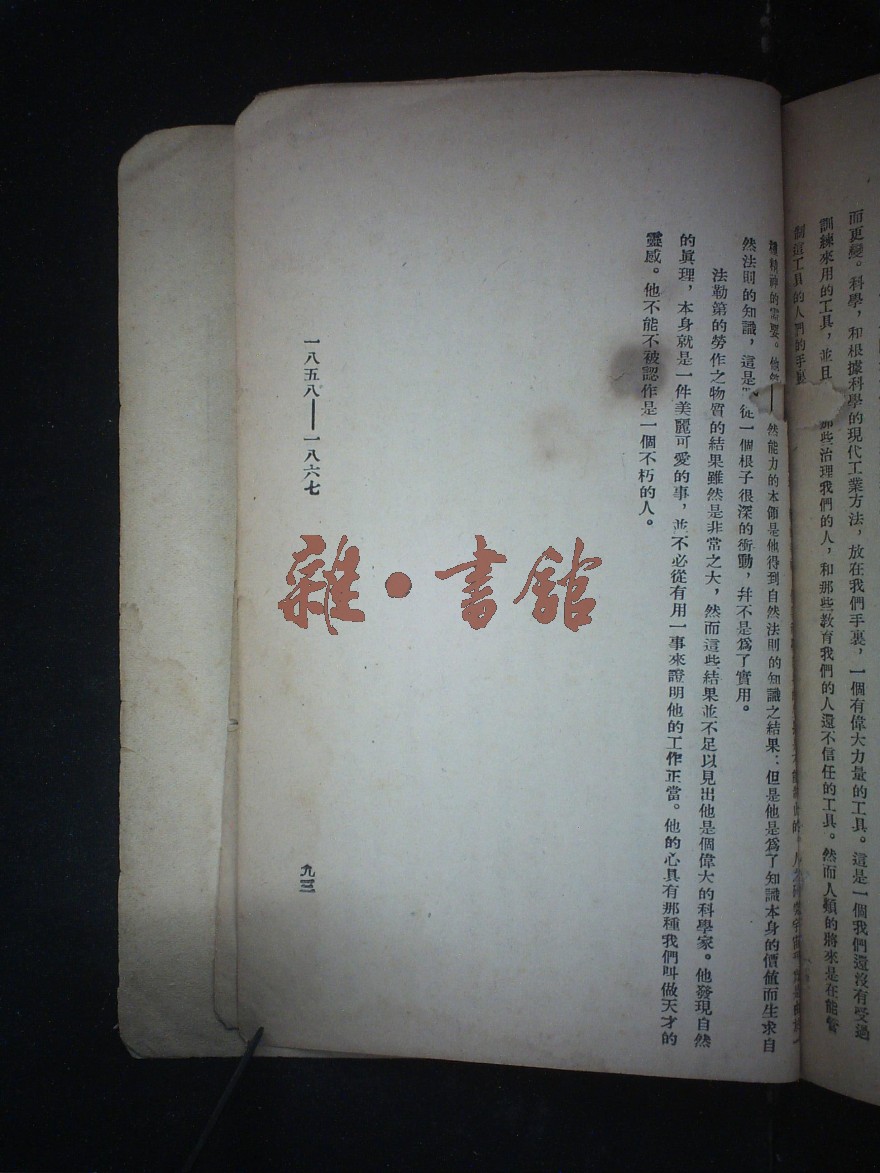 而更變。科學，和根據科學的現代工業方法，放在我們手裏，一個有偉大力量的工具。這是一個我們還沒有受過
訓練來用的工具，並且 那些治理我們的人，和那些教育我們的人還不信任的工具。然而人類的將來是在能管
制這工具的人們的手裏
種精神的需要。他 然能力的本領是他得到自然法則的知識之結果：但是他是爲了知識本身的價值而生求自
然法則的知識，這是 從一個根子很深的衝動，幷不是爲了實用。
法勒第的勞作之物質的結果雖然是非常之大，然而這些結果並不足以見出他是個偉大的科學家。他發現自然
的眞理，本身就是一件美麗可愛的事，並不必從有用一事來證明他的工作正當。他的心具有那種我們叫做天才的
靈感。他不能不被認作是一個不朽的人。
一八五八——一八六七
九三
雜·書館